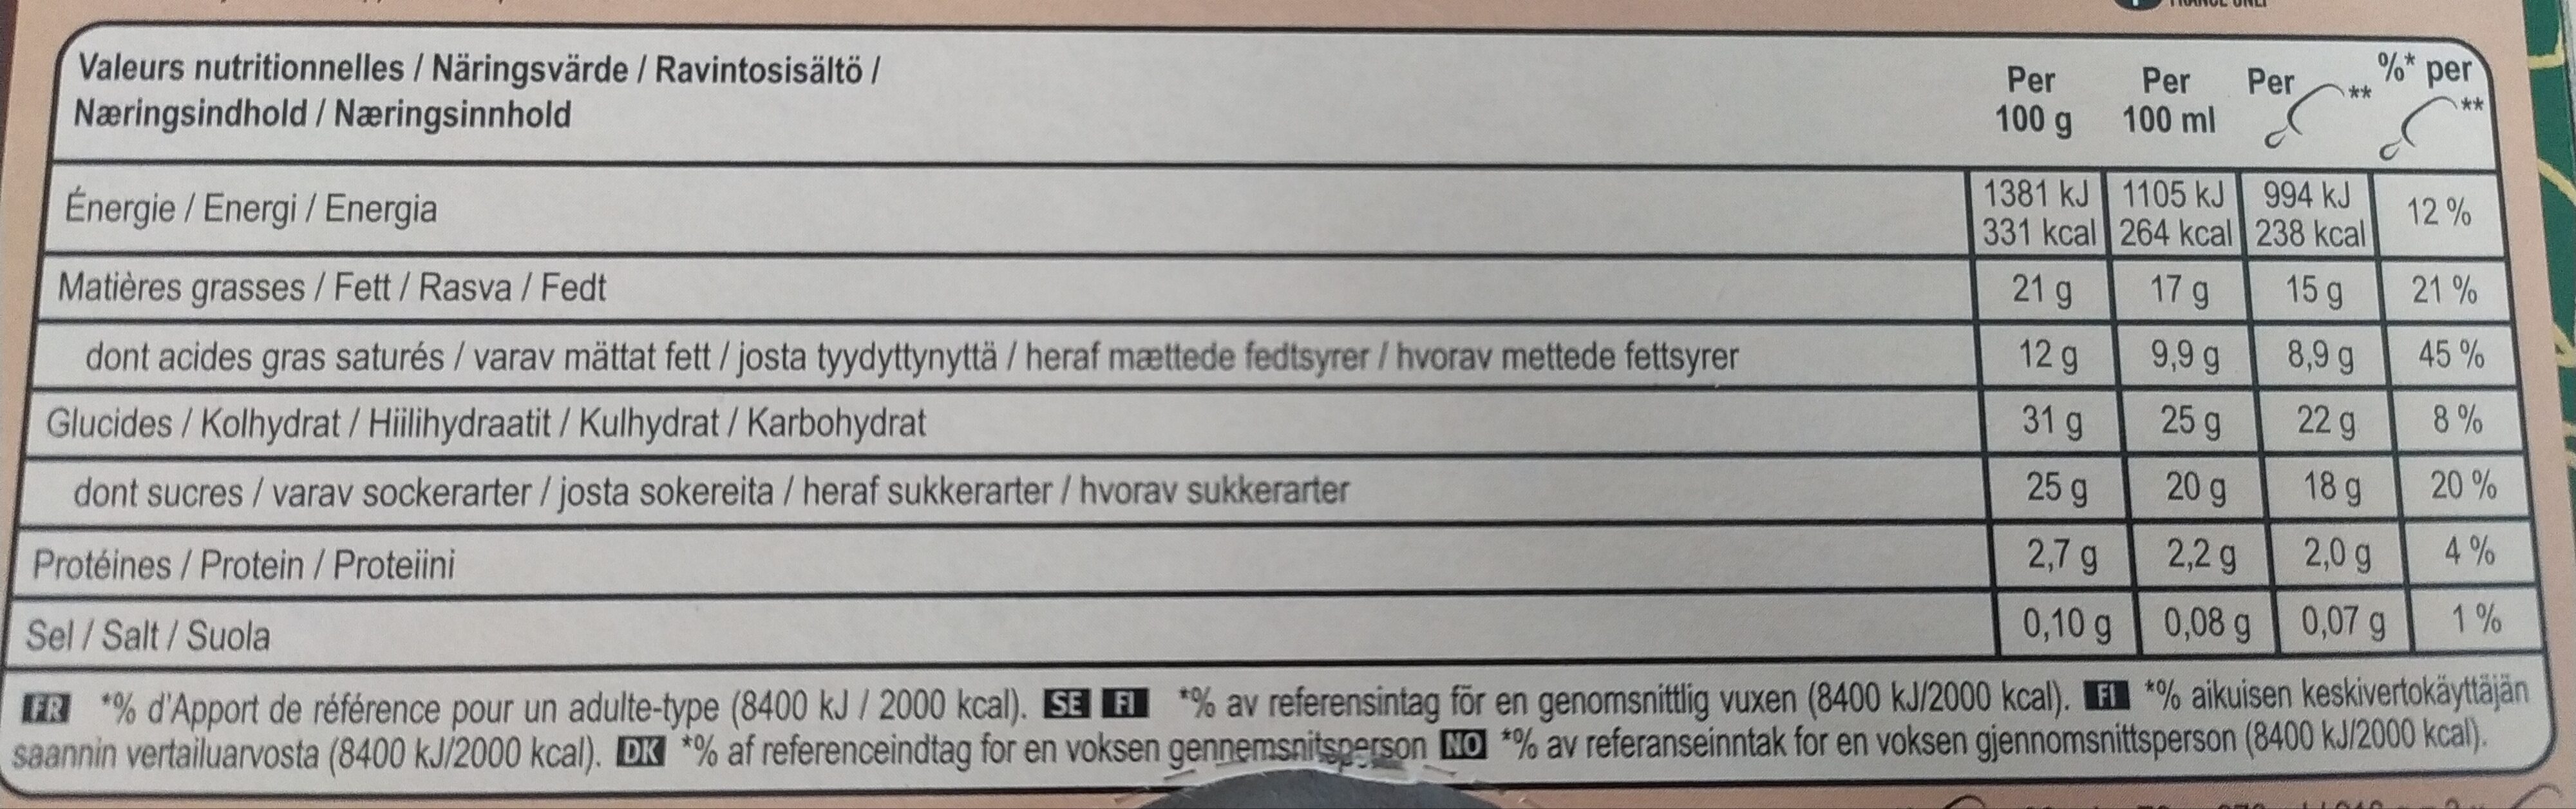 FRANCE ONLY
Valeurs nutritionnelles / Näringsvärde / Ravintosisältö /
Næringsindhold / Næringsinnhold
Per 100 g
Per 100 ml
Per **
%* per **
Énergie / Energi / Energia 1381 kJ 331 kcal 1105 kJ 264 kcal 994 kJ 238 kcal 12 %
Matières grasses / Fett / Rasva / Fedt 21 g 17 g 15 g 21 %
dont acides gras saturés / varav mättat fett / josta tyydyttynyttä / heraf mættede fedtsyrer / hvorav mettede fettsyrer 12 g 9,9 g 8,9 g 45 %
Glucides / Kolhydrat / Hiilihydraatit / Kulhydrat / Karbohydrat 31 g 25 g 22 g 8 %
dont sucres / varav sockerarter / josta sokereita / heraf sukkerarter / hvorav sukkerarter 25 g 20 g 18 g 20 %
Protéines / Protein / Proteiini 2,7 g 2,2 g 2,0 g 4 %
Sel / Salt / Suola 0,10 g 0,08 g 0,07 g 1 %
FR *% d'Apport de référence pour un adulte-type (8400 kJ / 2000 kcal). SE FI *% av referensintag för en genomsnittlig vuxen (8400 kJ/2000 kcal). FI *% aikuisen keskivertokäyttäjän
saannin vertailuarvosta (8400 kJ/2000 kcal). DK *% af referenceindtag for en voksen gennemsnitsperson NO *% av referanseinntak for en voksen gjennomsnittsperson (8400 kJ/2000 kcal).